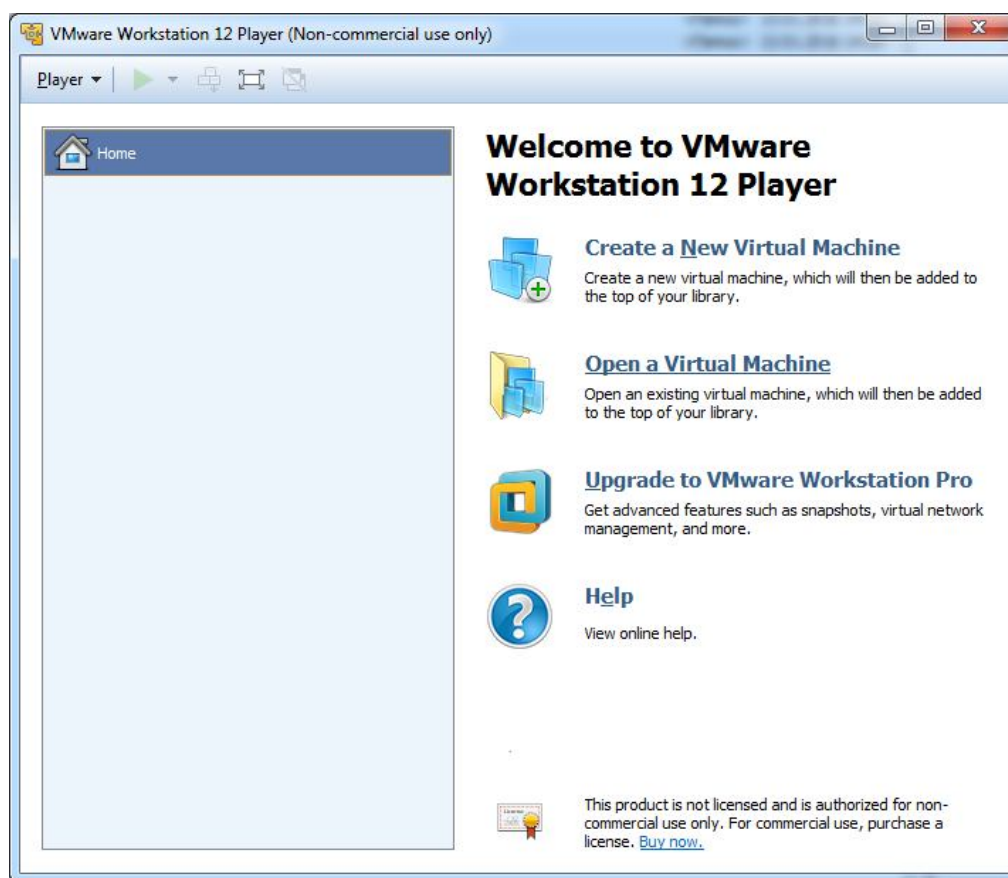 VMware Workstation 12 Player (Non-commercial use only)
Player
Home
Welcome to VMware
Workstation 12 Player
Create a New Virtual Machine
Create a new virtual machine, which will then be added to
the top of your library.
Open a Virtual Machine
Open an existing virtual machine, which will then be added
to the top of your library.
Upgrade to VMware Workstation Pro
Get advanced features such as snapshots, virtual network
management, and more.
Help
View online help.
This product is not licensed and is authorized for non-
commercial use only. For commercial use, purchase a
license. Buy now.